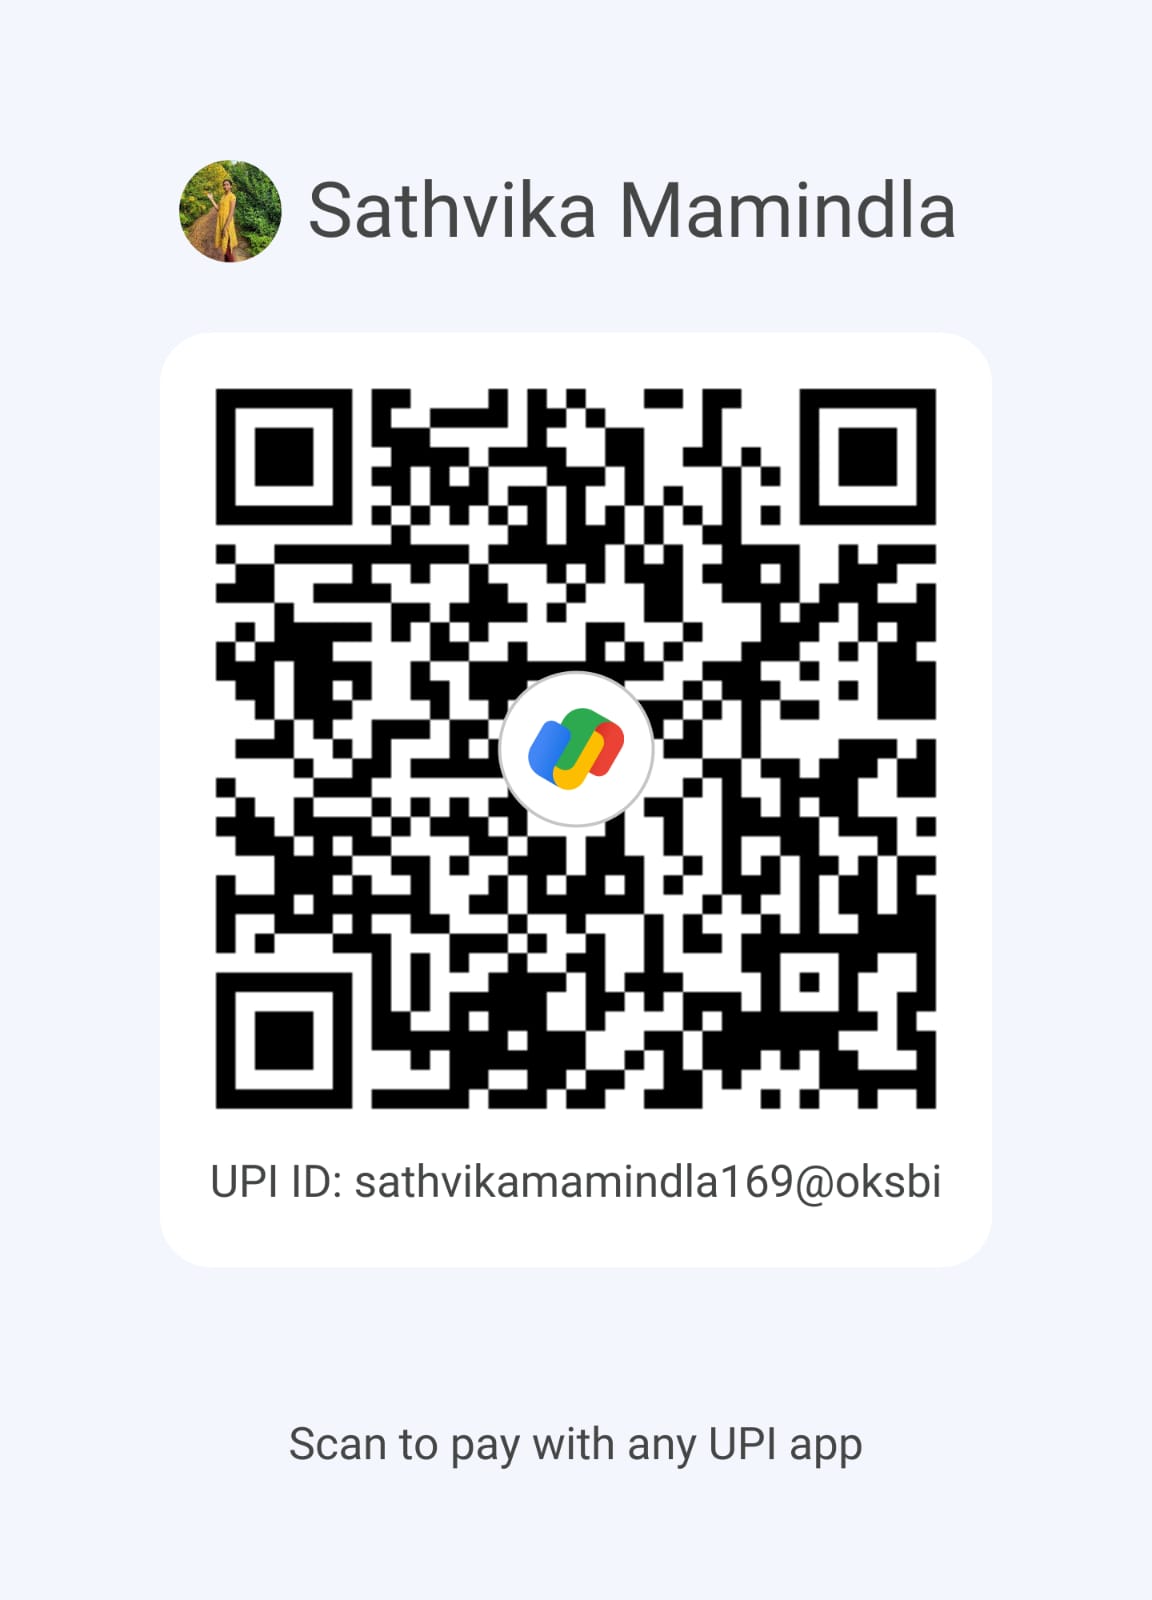 Sathvika Mamindla
UPI ID: sathvikamamindla169@oksbi
Scan to pay with any UPI app